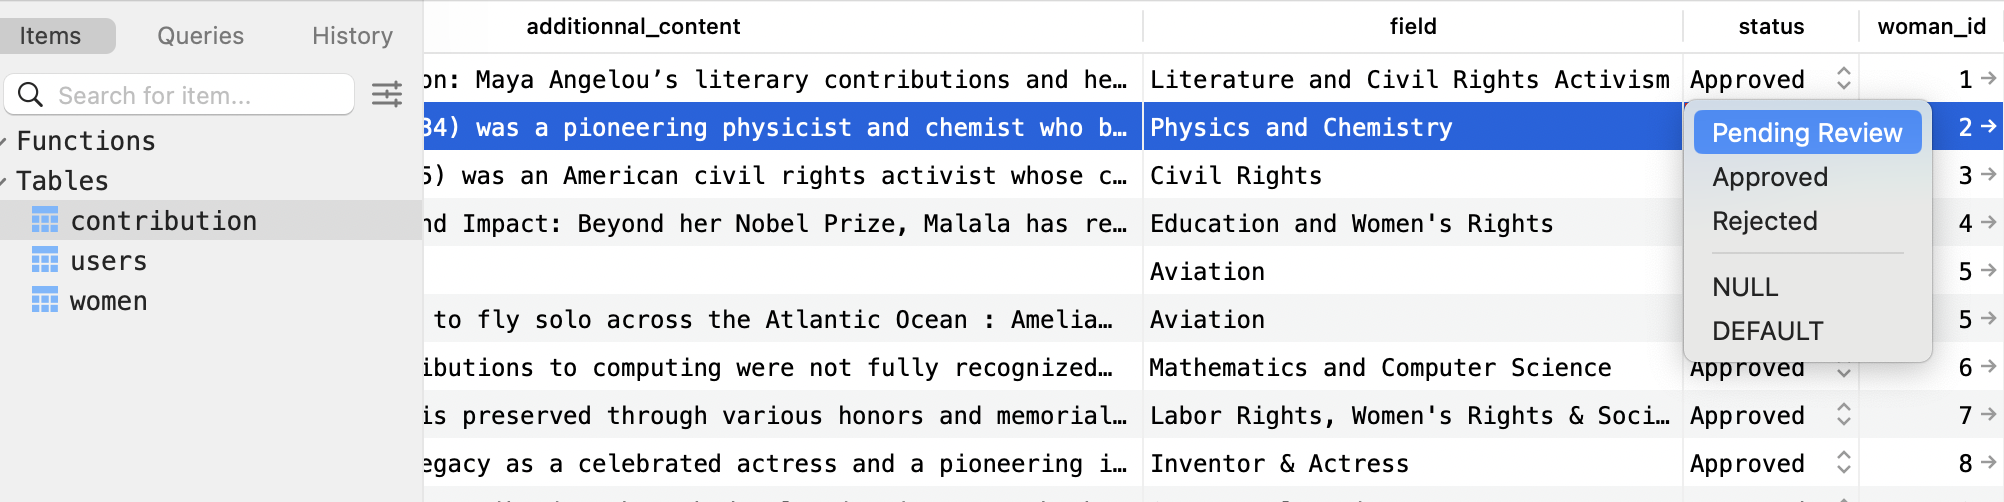 Items Queries History
Search for item...
Functions
Tables
contribution
users
women
additionnal_content field status woman_id
on: Maya Angelou’s literary contributions and he… Literature and Civil Rights Activism Approved 1
34) was a pioneering physicist and chemist who b… Physics and Chemistry 2
5) was an American civil rights activist whose c… Civil Rights 3
nd Impact: Beyond her Nobel Prize, Malala has re… Education and Women's Rights 4
Aviation 5
to fly solo across the Atlantic Ocean : Amelia… Aviation 5
ibutions to computing were not fully recognized… Mathematics and Computer Science Approved 6
is preserved through various honors and memorial… Labor Rights, Women's Rights & Soci… Approved 7
egacy as a celebrated actress and a pioneering i… Inventor & Actress Approved 8
Pending Review
Approved
Rejected
NULL
DEFAULT